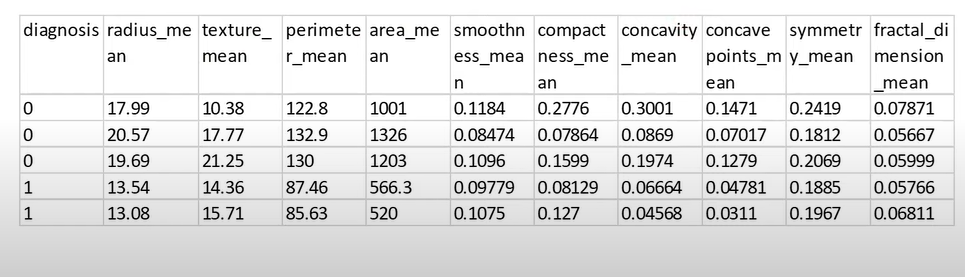 diagnosis radius_mean texture_mean perimeter_mean area_mean smoothness_mean compactness_mean concavity_mean concave points_mean symmetry_mean fractal_dimension_mean
0 17.99 10.38 122.8 1001 0.1184 0.2776 0.3001 0.1471 0.2419 0.07871
0 20.57 17.77 132.9 1326 0.08474 0.07864 0.0869 0.07017 0.1812 0.05667
0 19.69 21.25 130 1203 0.1096 0.1599 0.1974 0.1279 0.2069 0.05999
1 13.54 14.36 87.46 566.3 0.09779 0.08129 0.06664 0.04781 0.1885 0.05766
1 13.08 15.71 85.63 520 0.1075 0.127 0.04568 0.0311 0.1967 0.06811